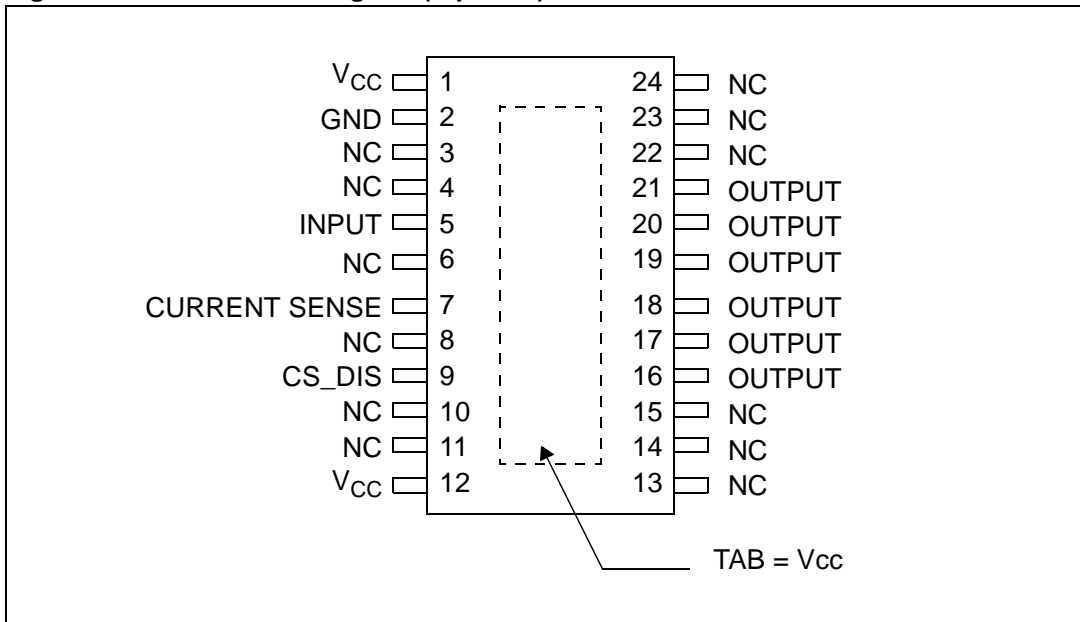 V_CC 1 24 NC
GND 2 23 NC
NC 3 22 NC
NC 4 21 OUTPUT
INPUT 5 20 OUTPUT
NC 6 19 OUTPUT
CURRENT SENSE 7 18 OUTPUT
NC 8 17 OUTPUT
CS_DIS 9 16 OUTPUT
NC 10 15 NC
NC 11 14 NC
V_CC 12 13 NC
TAB = Vcc